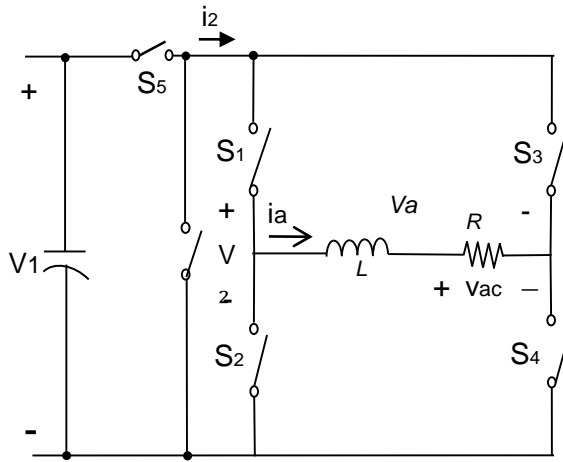 i2
+
S5
S1
S3
+
ia
Va
R
-
V1
V
L
+ vac –
2
-
S2
S4
-